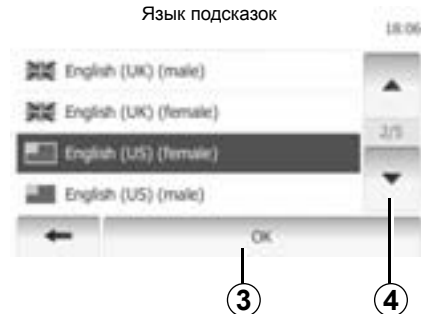 Язык подсказок
18:06
English (UK) (male)
English (UK) (female)
2/5
English (US) (female)
English (US) (male)
OK
3
4